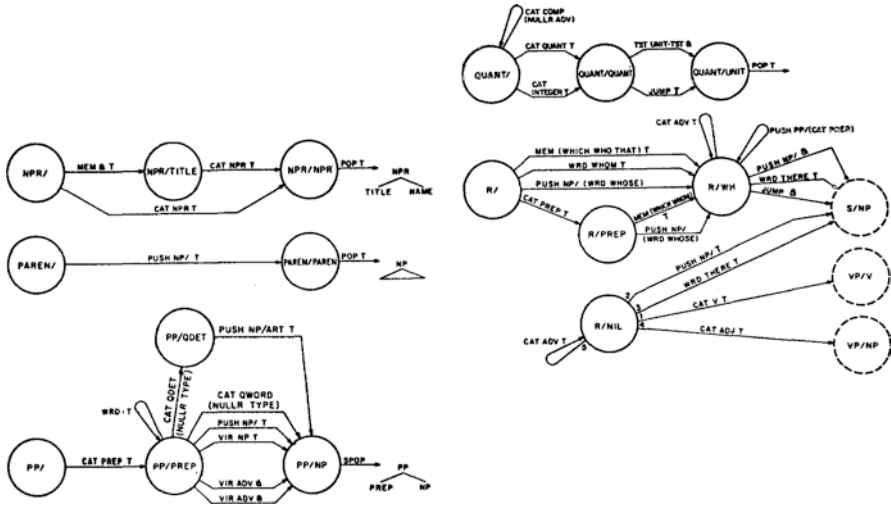 CAT COMP
(NULLR ADV)
QUANT/
CAT QUANT T
CAT
INTEGER T
QUANT/QUANT
TST UNIT-TST &
JUMP T
QUANT/UNIT
POP T
NPR/
MEM & T
NPR/TITLE
CAT NPR T
CAT NPR T
NPR/NPR
POP T
NPR
TITLE NAME
PAREN/
PUSH NP/ T
PAREN/PAREN
POP T
NP
PP/QDET
PUSH NP/ART T
CAT QDET
(NULLR TYPE)
WRD : T
CAT QWORD
(NULLR TYPE)
PUSH NP/ T
VIR NP T
PP/
CAT PREP T
PP/PREP
VIR ADV &
VIR ADV &
PP/NP
SPOP
PP
PREP NP
CAT ADV T
PUSH PP/(CAT PREP)
R/
MEM (WHICH WHO THAT) T
WRD WHOM T
PUSH NP/ (WRD WHOSE)
CAT PREP T
R/PREP
MEM (WHICH WHOM)
T
PUSH NP/
(WRD WHOSE)
R/WH
PUSH NP/ &
WRD THERE T
JUMP &
S/NP
PUSH NP/ T
WRD THERE T
CAT V T
CAT ADJ T
2
3
1
4
R/NIL
CAT ADV T
5
VP/V
VP/NP